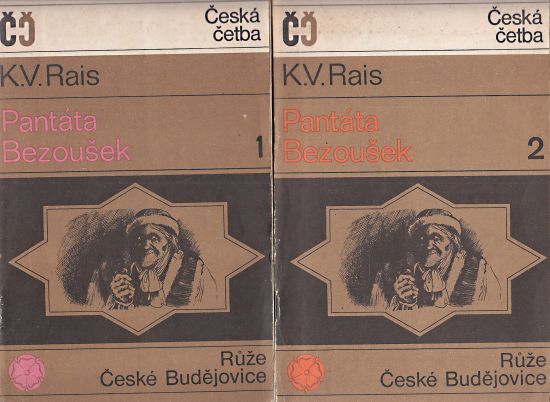 ČČ
Česká
četba
K.V. Rais
Pantáta
Bezoušek
1
Růže
České Budějovice
ČČ
Česká
četba
K.V. Rais
Pantáta
Bezoušek
2
Růže
České Budějovice